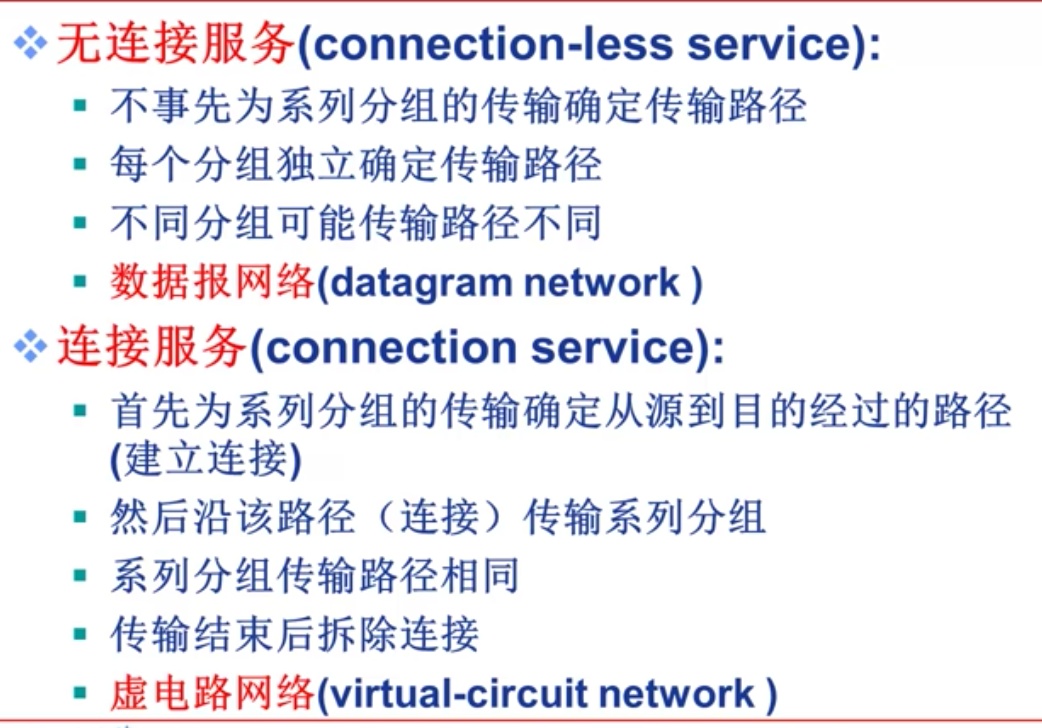 无连接服务(connection-less service):
不事先为系列分组的传输确定传输路径
每个分组独立确定传输路径
不同分组可能传输路径不同
数据报网络(datagram network )
连接服务(connection service):
首先为系列分组的传输确定从源到目的经过的路径
(建立连接)
然后沿该路径（连接）传输系列分组
系列分组传输路径相同
传输结束后拆除连接
虚电路网络(virtual-circuit network )